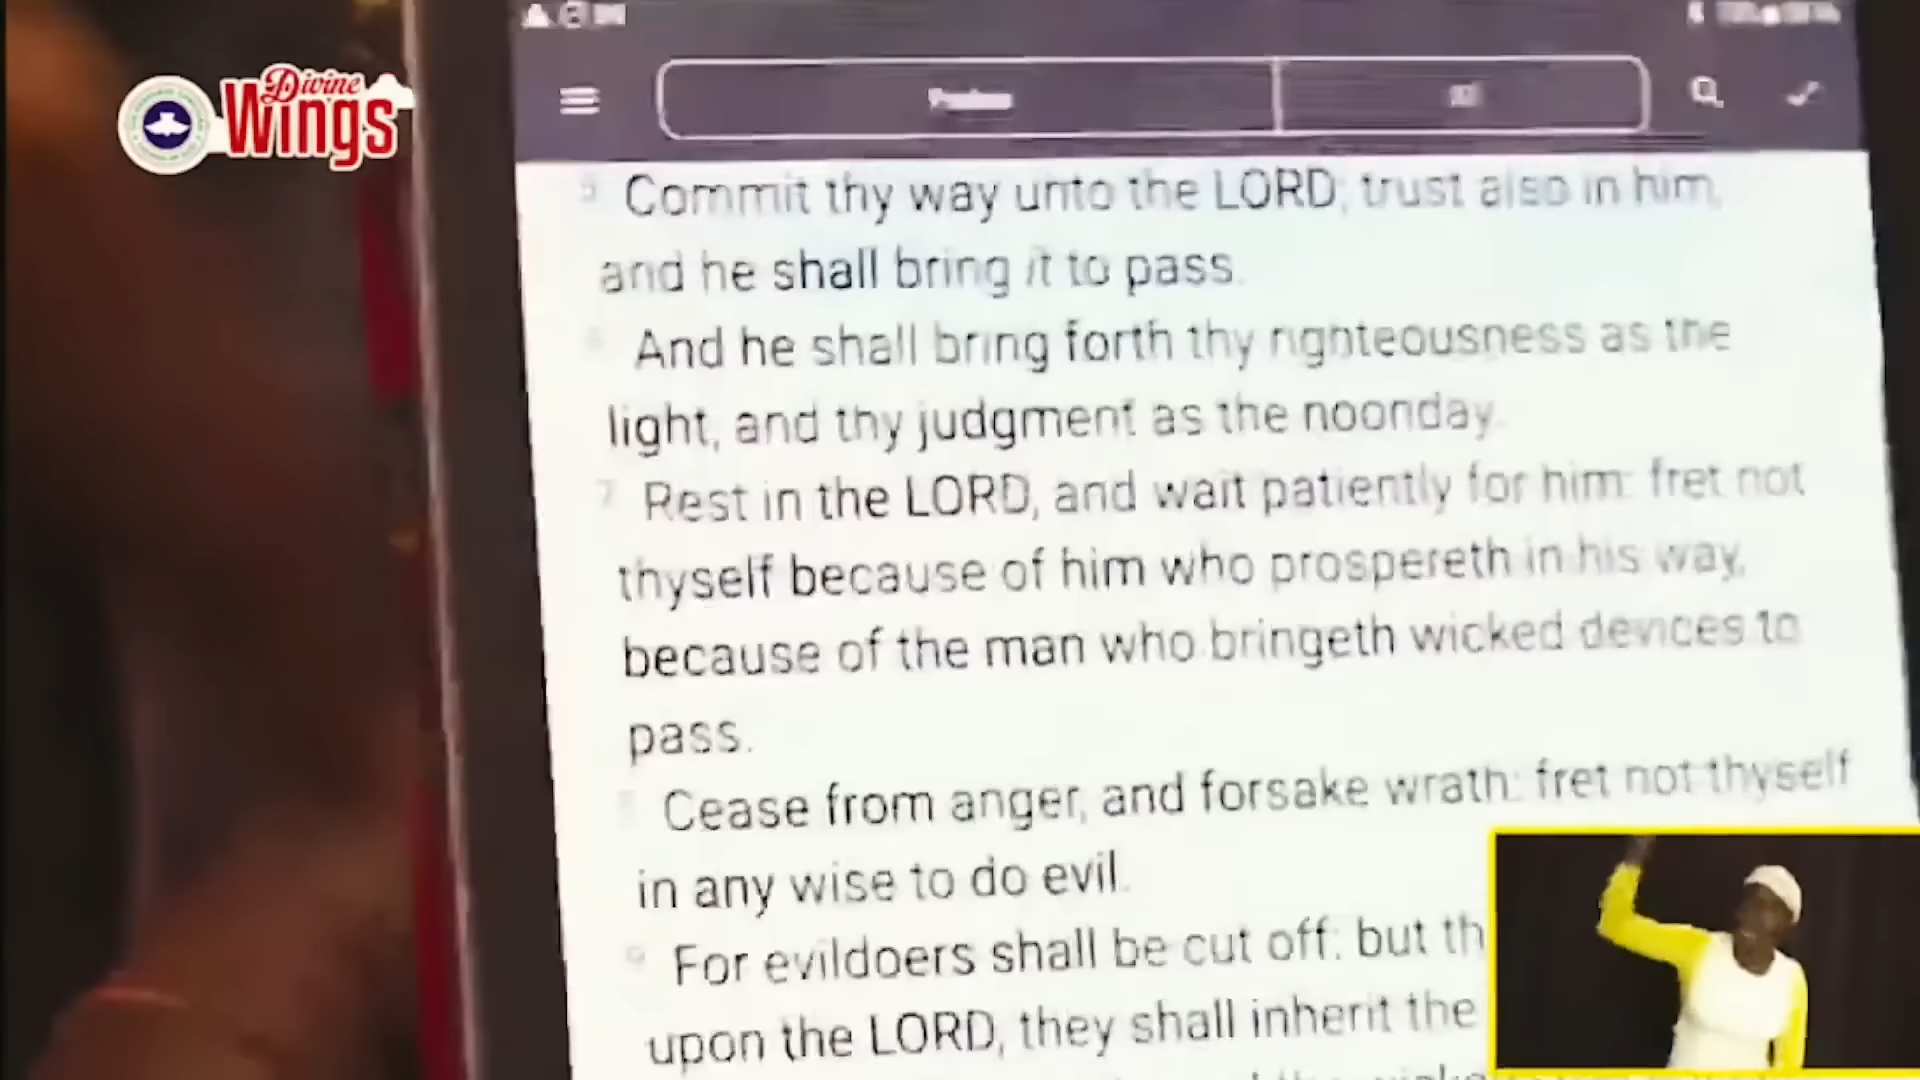 Divine
Wings
5 Commit thy way unto the LORD; trust also in him,
and he shall bring it to pass.
And he shall bring forth thy righteousness as the
light, and thy judgment as the noonday.
7 Rest in the LORD, and wait patiently for him: fret not
thyself because of him who prospereth in his way,
because of the man who bringeth wicked devices to
pass.
Cease from anger, and forsake wrath: fret not thyself
in any wise to do evil.
9 For evildoers shall be cut off: but th
upon the LORD, they shall inherit the